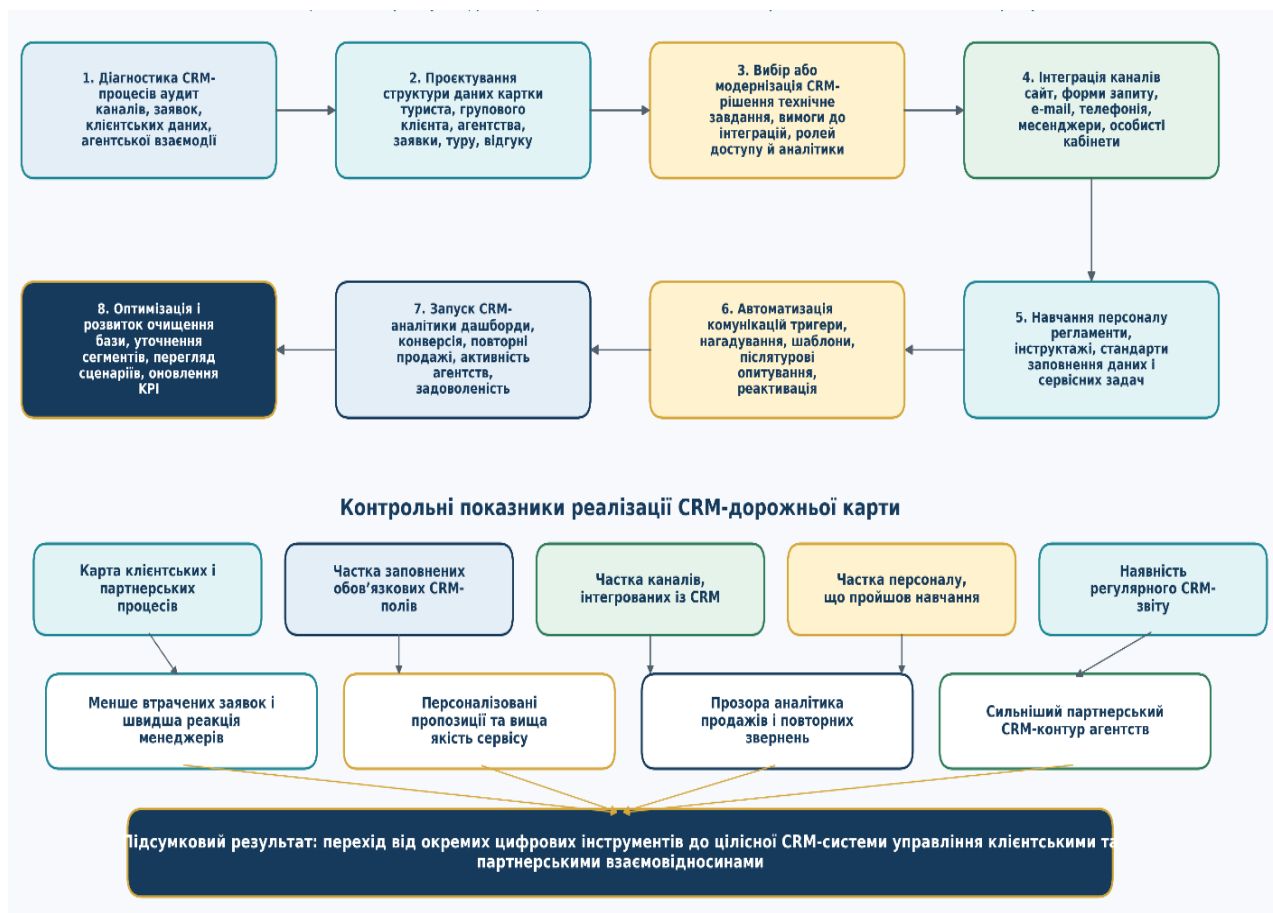 1. Діагностика CRM-
процесів аудит
каналів, заявок,
клієнтських даних,
агентської взаємодії
2. Проєктування
структури даних картки
туриста, групового
клієнта, агентства,
заявки, туру, відгуку
3. Вибір або
модернізація CRM-
рішення технічне
завдання, вимоги до
інтеграцій, ролей
доступу й аналітики
4. Інтеграція каналів
сайт, форми запиту,
e-mail, телефонія,
месенджери, особисті
кабінети
8. Оптимізація і
розвиток очищення
бази, уточнення
сегментів, перегляд
сценаріїв, оновлення
KPI
7. Запуск CRM-
аналітики дашборди,
конверсія, повторні
продажі, активність
агентств,
задоволеність
6. Автоматизація
комунікацій тригери,
нагадування, шаблони,
післятурові
опитування,
реактивація
5. Навчання персоналу
регламенти,
інструктажі, стандарти
заповнення даних і
сервісних задач
Контрольні показники реалізації CRM-дорожньої карти
Карта клієнтських і
партнерських
процесів
Частка заповнених
обов’язкових CRM-
полів
Частка каналів,
інтегрованих із CRM
Частка персоналу,
що пройшов навчання
Наявність
регулярного CRM-
звіту
Менше втрачених заявок і
швидша реакція
менеджерів
Персоналізовані
пропозиції та вища
якість сервісу
Прозора аналітика
продажів і повторних
звернень
Сильніший партнерський
CRM-контур агентств
Підсумковий результат: перехід від окремих цифрових інструментів до цілісної CRM-системи управління клієнтськими та
партнерськими взаємовідносинами